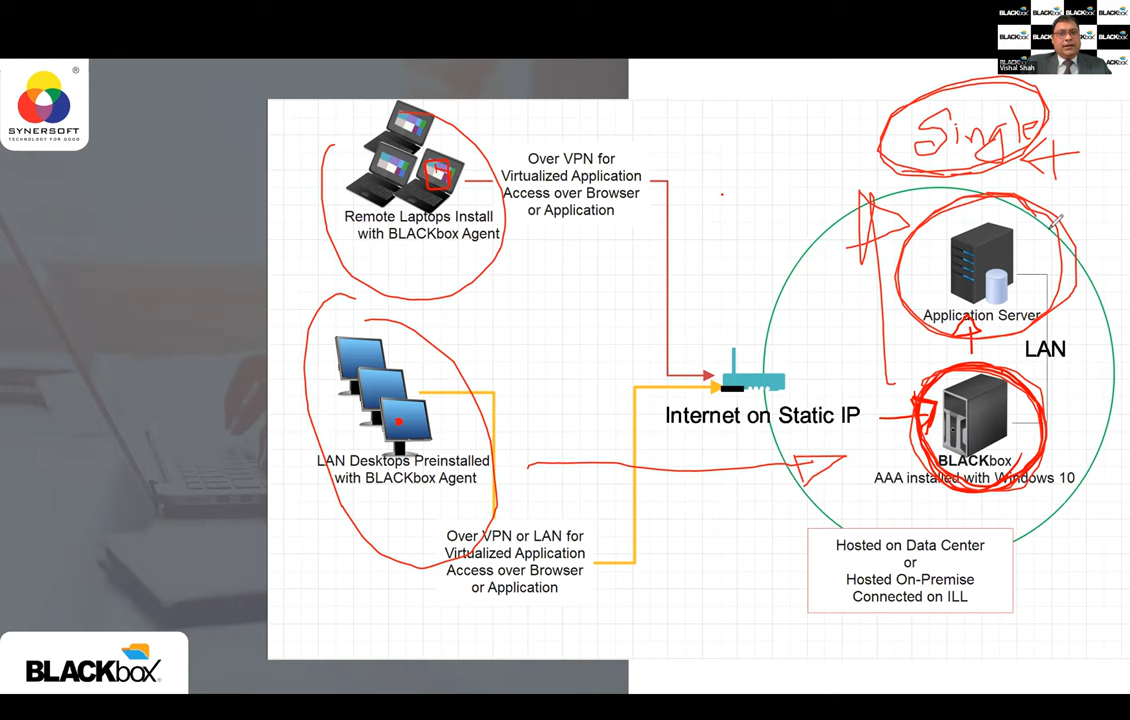 BLACKbox
Vishal Shah
®
SYNERSOFT
TECHNOLOGY FOR GOOD
Single
Over VPN for
Virtualized Application
Access over Browser
or Application
Remote Laptops Install
with BLACKbox Agent
Application Server
LAN
Internet on Static IP
LAN Desktops Preinstalled
with BLACKbox Agent
BLACKbox
AAA installed with Windows 10
Over VPN or LAN for
Virtualized Application
Access over Browser
or Application
Hosted on Data Center
or
Hosted On-Premise
Connected on ILL
BLACKbox